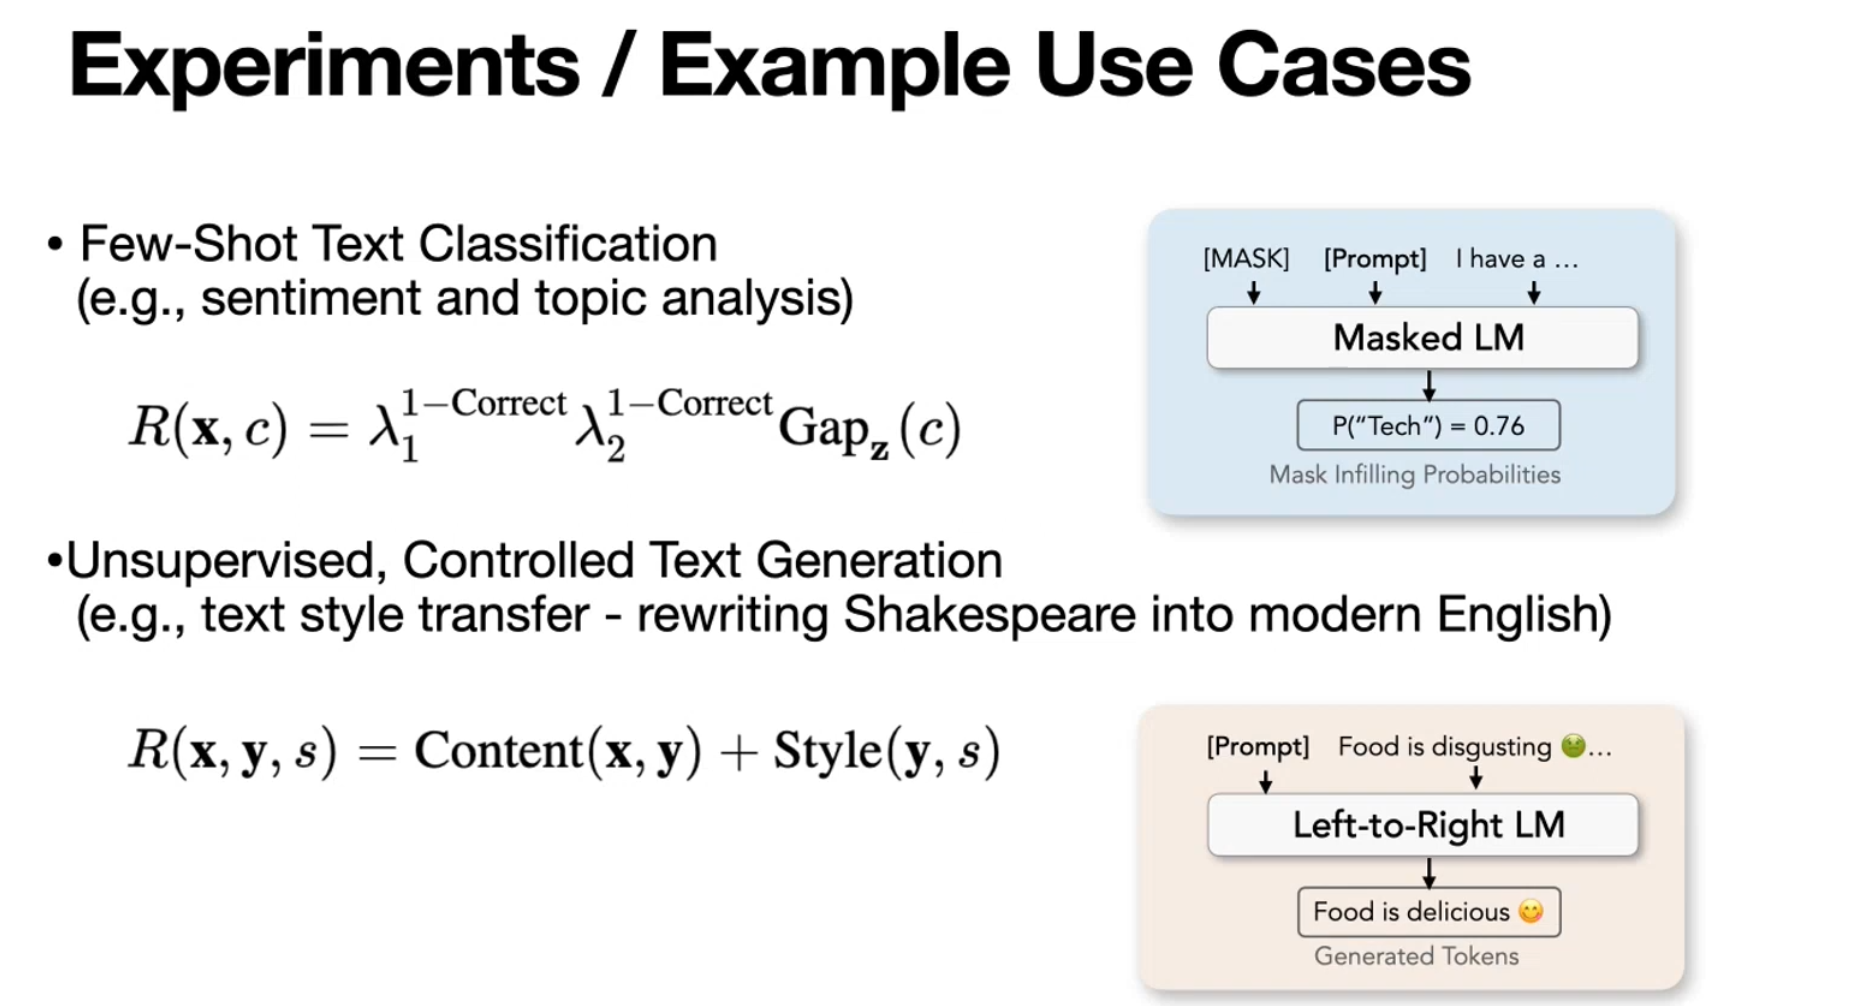 Experiments / Example Use Cases
• Few-Shot Text Classification
(e.g., sentiment and topic analysis)
R(x, c) = λ₁^{1−Correct} λ₂^{1−Correct} Gap_z(c)
[MASK] [Prompt] I have a ...
Masked LM
P(“Tech”) = 0.76
Mask Infilling Probabilities
•Unsupervised, Controlled Text Generation
(e.g., text style transfer - rewriting Shakespeare into modern English)
R(x, y, s) = Content(x, y) + Style(y, s)
[Prompt] Food is disgusting 🤢...
Left-to-Right LM
Food is delicious 😋
Generated Tokens